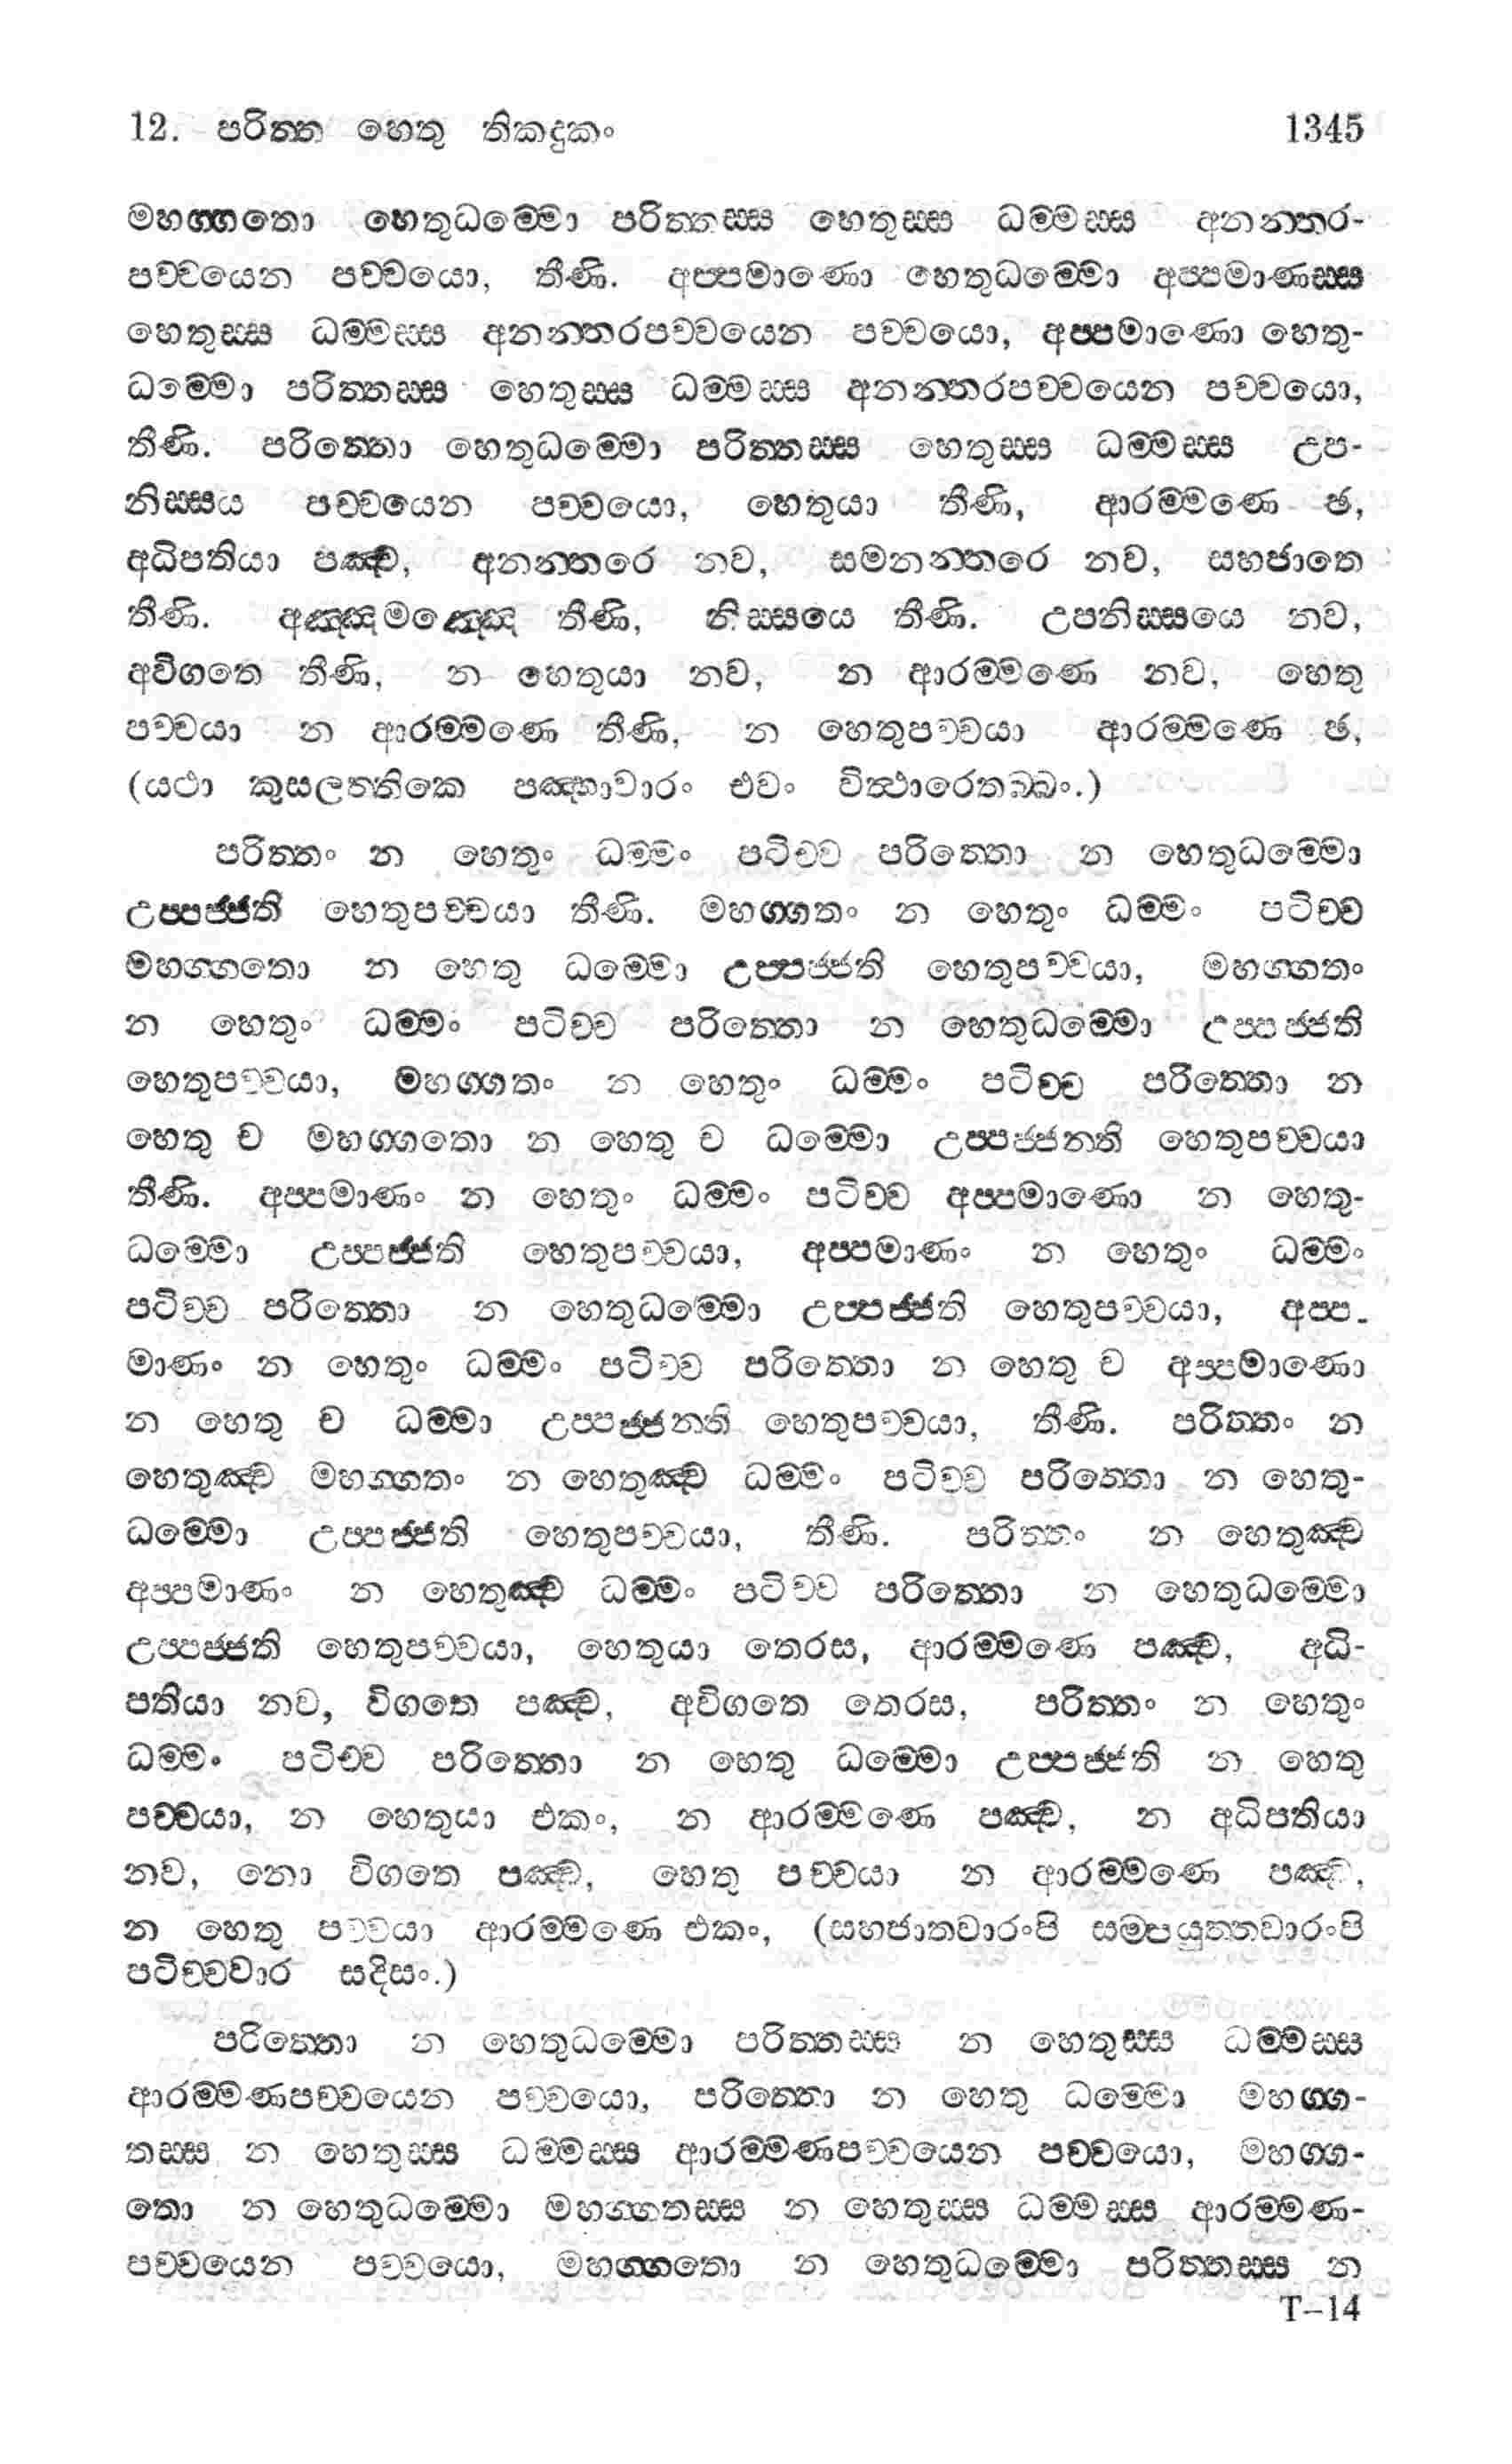 12. පරිත්ත හෙතු තිකදුකං 1345
මහග්ගතො හෙතුධම්මො පරිත්තස්ස හෙතුස්ස ධම්මස්ස අනන්තර-
පච්චයෙන පච්චයො, තීණි. අප්පමාණො හෙතුධම්මො අප්පමාණස්ස
හෙතුස්ස ධම්මස්ස අනන්තරපච්චයෙන පච්චයො, අප්පමාණො හෙතු-
ධම්මො පරිත්තස්ස හෙතුස්ස ධම්මස්ස අනන්තරපච්චයෙන පච්චයො,
තීණි. පරිත්තො හෙතුධම්මො පරිත්තස්ස හෙතුස්ස ධම්මස්ස උප-
නිස්සය පච්චයෙන පච්චයො, හෙතුයා තීණි, ආරම්මණෙ ඡ,
අධිපතියා පඤ්ච, අනන්තරෙ නව, සමනන්තරෙ නව, සහජාතෙ
තීණි. අඤ්ඤමඤ්ඤෙ තීණි, නිස්සයෙ තීණි. උපනිස්සයෙ නව,
අවිගතෙ තීණි, න හෙතුයා නව, න ආරම්මණෙ නව, හෙතු
පච්චයා න ආරම්මණෙ තීණි, න හෙතුපච්චයා ආරම්මණෙ ඡ,
(යථා කුසලත්තිකෙ පඤ්හාවාරං එවං විත්ථාරෙතබ්බං.)
පරිත්තං න හෙතුං ධම්මං පටිච්ච පරිත්තො න හෙතුධම්මො
උප්පජ්ජති හෙතුපච්චයා තීණි. මහග්ගතං න හෙතුං ධම්මං පටිච්ච
මහග්ගතො න හෙතු ධම්මො උප්පජ්ජති හෙතුපච්චයා, මහග්ගතං
න හෙතුං ධම්මං පටිච්ච පරිත්තො න හෙතුධම්මො උප්පජ්ජති
හෙතුපච්චයා, මහග්ගතං න හෙතුං ධම්මං පටිච්ච පරිත්තො න
හෙතු ච මහග්ගතො න හෙතු ච ධම්මො උප්පජ්ජන්ති හෙතුපච්චයා
තීණි. අප්පමාණං න හෙතුං ධම්මං පටිච්ච අප්පමාණො න හෙතු-
ධම්මො උප්පජ්ජති හෙතුපච්චයා, අප්පමාණං න හෙතුං ධම්මං
පටිච්ච පරිත්තො න හෙතුධම්මො උප්පජ්ජති හෙතුපච්චයා, අප්ප-
මාණං න හෙතුං ධම්මං පටිච්ච පරිත්තො න හෙතු ච අප්පමාණො
න හෙතු ච ධම්මා උප්පජ්ජන්ති හෙතුපච්චයා, තීණි. පරිත්තං න
හෙතුඤ්ච මහග්ගතං න හෙතුඤ්ච ධම්මං පටිච්ච පරිත්තො න හෙතු-
ධම්මො උප්පජ්ජති හෙතුපච්චයා, තීණි. පරිත්තං න හෙතුඤ්ච
අප්පමාණං න හෙතුඤ්ච ධම්මං පටිච්ච පරිත්තො න හෙතුධම්මො
උප්පජ්ජති හෙතුපච්චයා, හෙතුයා තෙරස, ආරම්මණෙ පඤ්ච, අධි-
පතියා නව, විගතෙ පඤ්ච, අවිගතෙ තෙරස, පරිත්තං න හෙතුං
ධම්මං පටිච්ච පරිත්තො න හෙතු ධම්මො උප්පජ්ජති න හෙතු
පච්චයා, න හෙතුයා එකං, න ආරම්මණෙ පඤ්ච, න අධිපතියා
නව, නො විගතෙ පඤ්ච, හෙතු පච්චයා න ආරම්මණෙ පඤ්ච,
න හෙතු පච්චයා ආරම්මණෙ එකං, (සහජාතවාරංපි සම්පයුත්තවාරංපි
පටිච්චවාර සදිසං.)
පරිත්තො න හෙතුධම්මො පරිත්තස්ස න හෙතුස්ස ධම්මස්ස
ආරම්මණපච්චයෙන පච්චයො, පරිත්තො න හෙතු ධම්මො මහග්ග-
තස්ස න හෙතුස්ස ධම්මස්ස ආරම්මණපච්චයෙන පච්චයො, මහග්ග-
තො න හෙතුධම්මො මහග්ගතස්ස න හෙතුස්ස ධම්මස්ස ආරම්මණ-
පච්චයෙන පච්චයො, මහග්ගතො න හෙතුධම්මො පරිත්තස්ස න
T-14